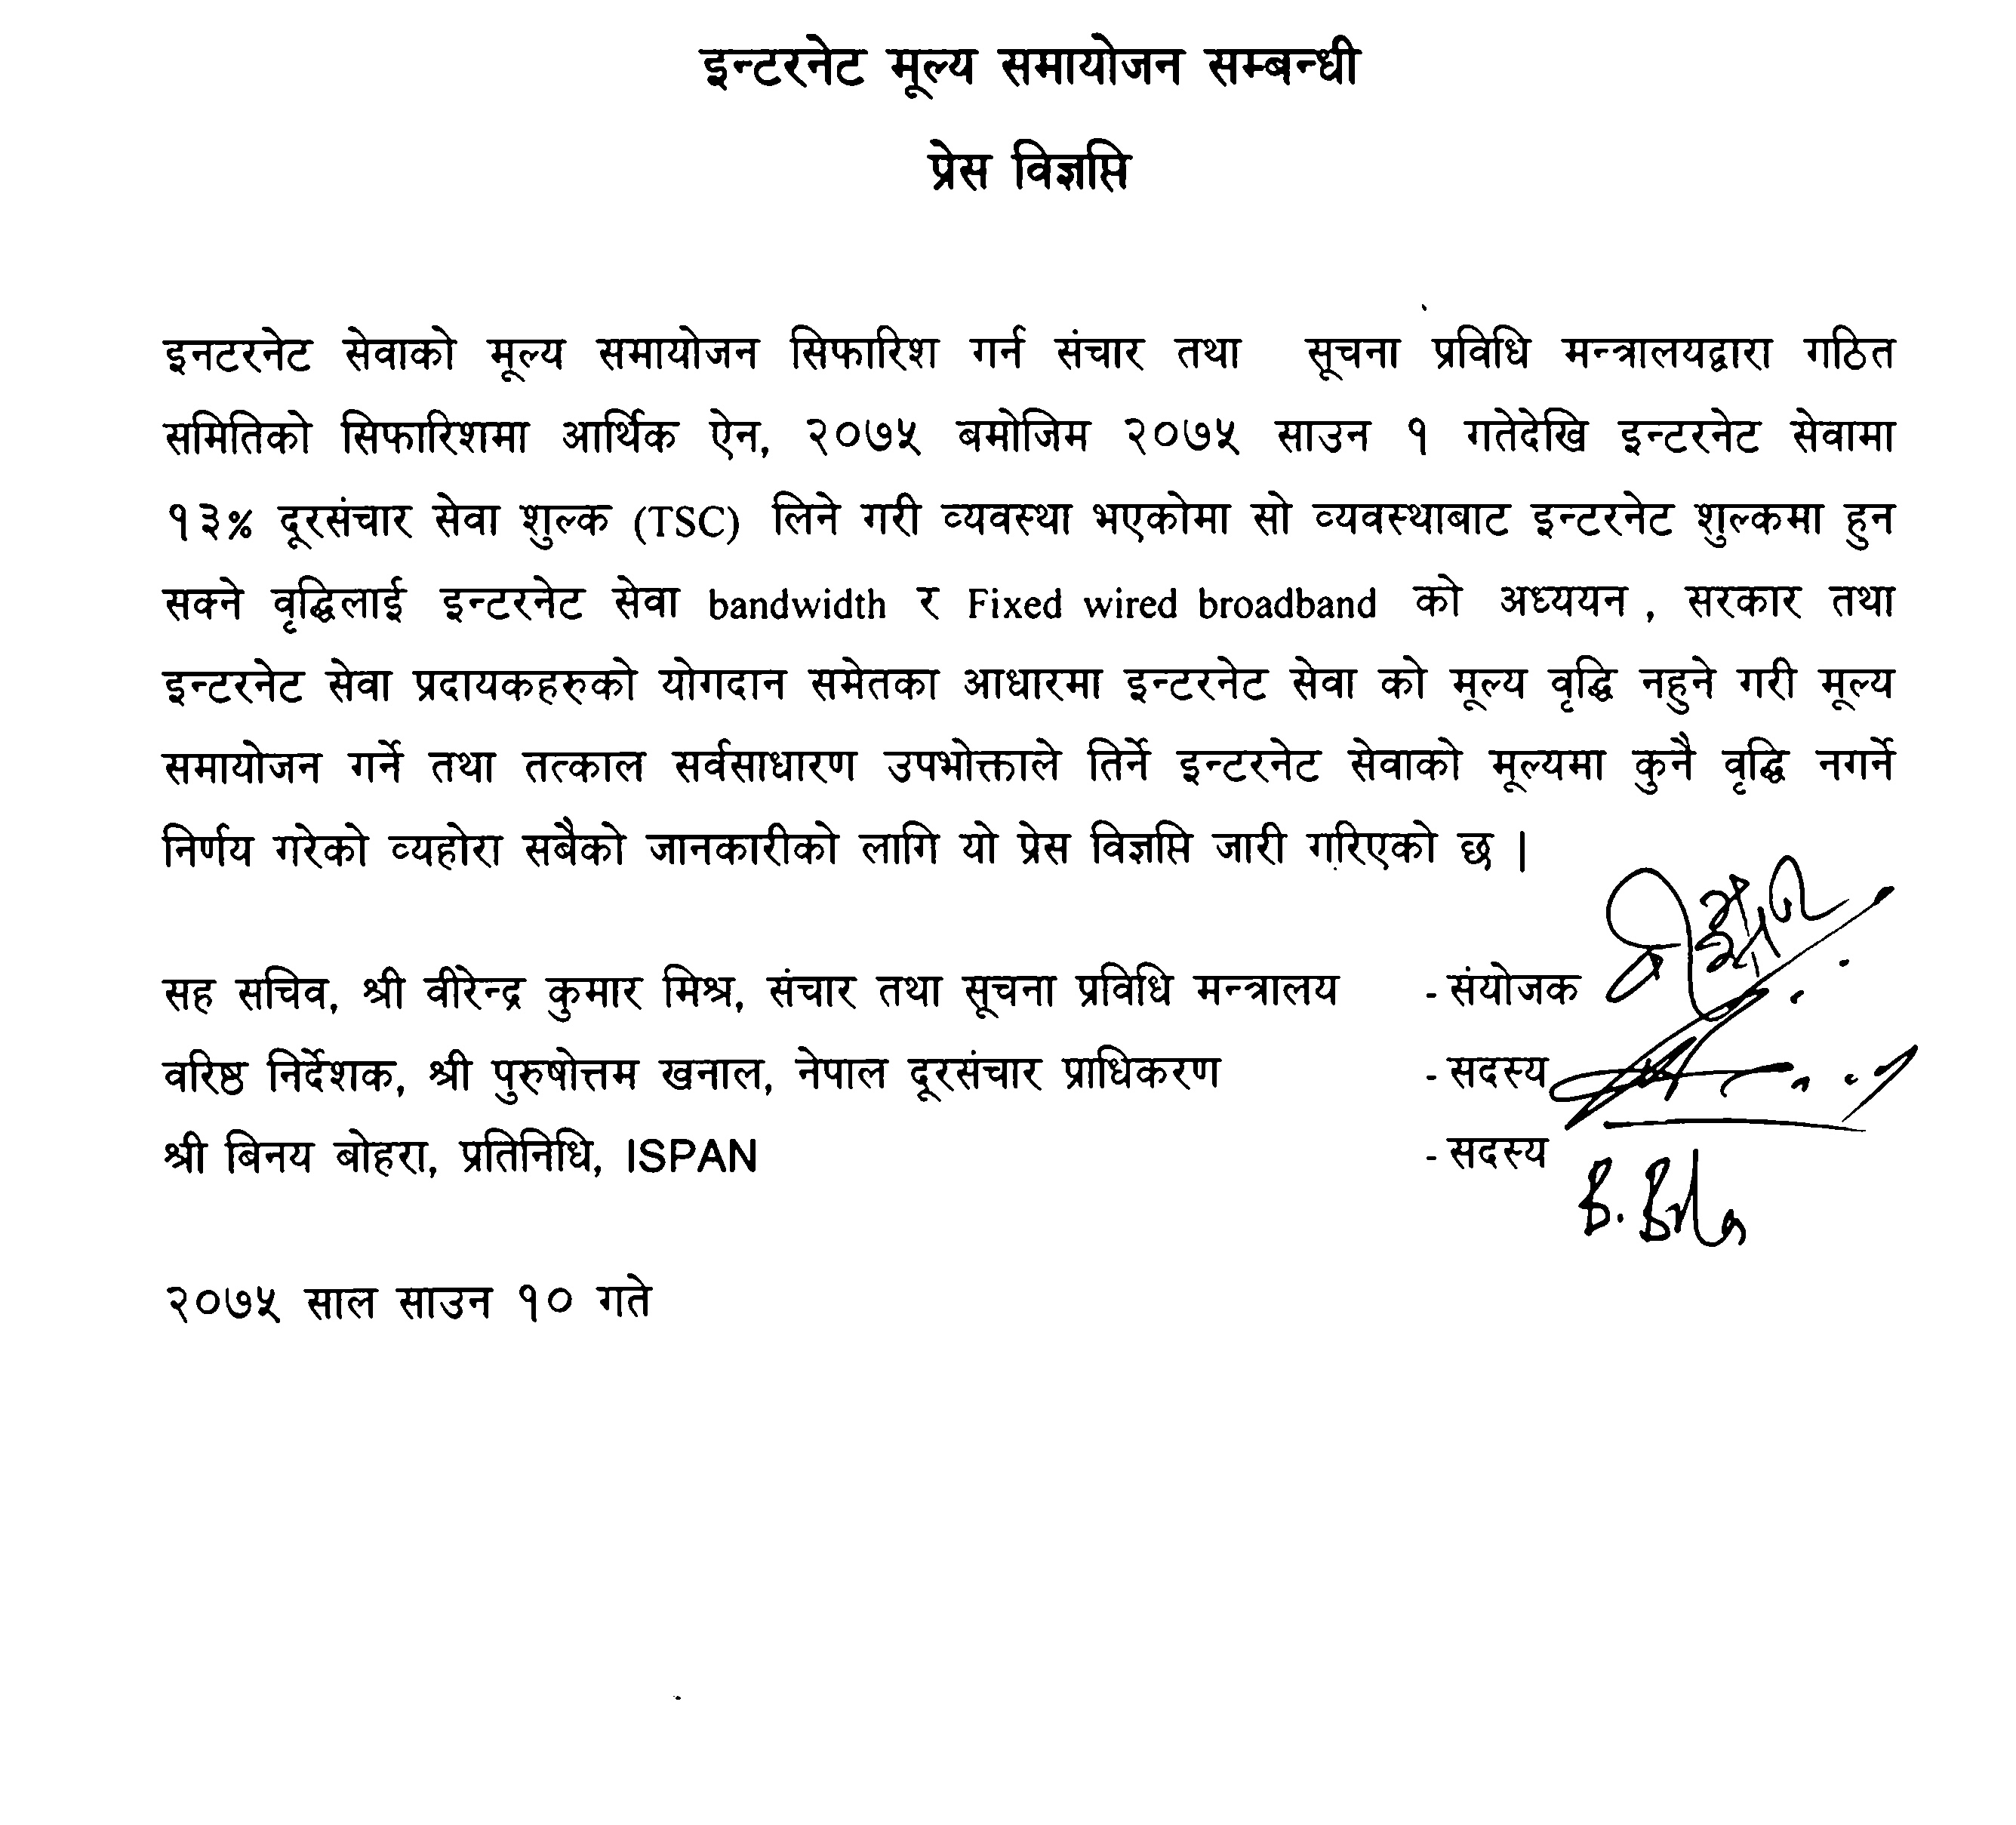 इन्टरनेट मूल्य समायोजन सम्बन्धी
प्रेस विज्ञप्ति
इनटरनेट सेवाको मूल्य समायोजन सिफारिश गर्न संचार तथा सूचना प्रविधि मन्त्रालयद्वारा गठित
समितिको सिफारिशमा आर्थिक ऐन, २०७५ बमोजिम २०७५ साउन १ गतेदेखि इन्टरनेट सेवामा
१३% दूरसंचार सेवा शुल्क (TSC) लिने गरी व्यवस्था भएकोमा सो व्यवस्थाबाट इन्टरनेट शुल्कमा हुन
सक्ने वृद्धिलाई इन्टरनेट सेवा bandwidth र Fixed wired broadband को अध्ययन , सरकार तथा
इन्टरनेट सेवा प्रदायकहरुको योगदान समेतका आधारमा इन्टरनेट सेवा को मूल्य वृद्धि नहुने गरी मूल्य
समायोजन गर्ने तथा तत्काल सर्वसाधारण उपभोक्ताले तिर्ने इन्टरनेट सेवाको मूल्यमा कुनै वृद्धि नगर्ने
निर्णय गरेको व्यहोरा सबैको जानकारीको लागि यो प्रेस विज्ञप्ति जारी गरिएको छ |
सह सचिव, श्री वीरेन्द्र कुमार मिश्र, संचार तथा सूचना प्रविधि मन्त्रालय - संयोजक
वरिष्ठ निर्देशक, श्री पुरुषोत्तम खनाल, नेपाल दूरसंचार प्राधिकरण - सदस्य
श्री बिनय बोहरा, प्रतिनिधि, ISPAN - सदस्य
२०७५ साल साउन १० गते